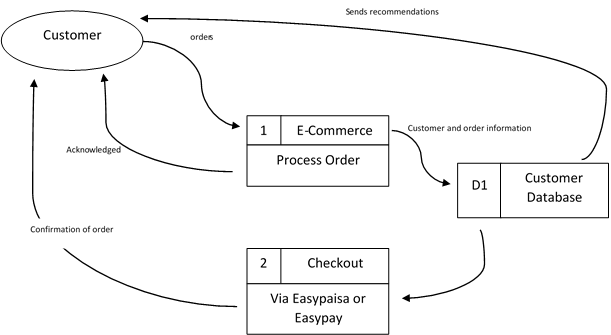 Sends recommendations
Customer
orders
1
E-Commerce
Process Order
Customer and order information
Acknowledged
D1
Customer
Database
Confirmation of order
2
Checkout
Via Easypaisa or
Easypay